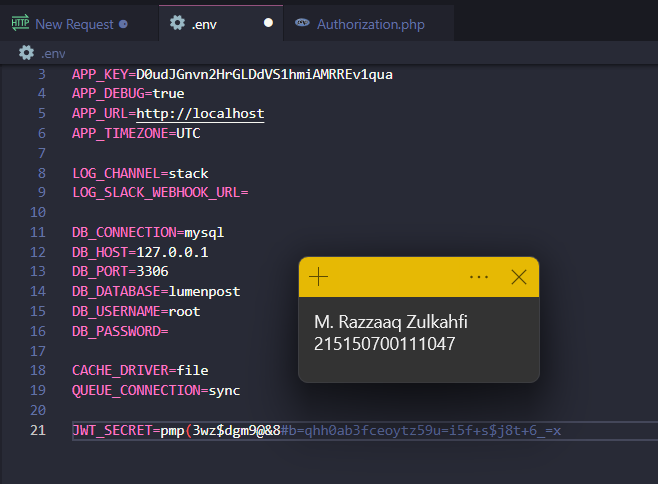 New Request
.env
Authorization.php
.env
3 APP_KEY=D0udJGnvn2HrGLDdVS1hmiAMRREv1qua
4 APP_DEBUG=true
5 APP_URL=http://localhost
6 APP_TIMEZONE=UTC
7
8 LOG_CHANNEL=stack
9 LOG_SLACK_WEBHOOK_URL=
10
11 DB_CONNECTION=mysql
12 DB_HOST=127.0.0.1
13 DB_PORT=3306
14 DB_DATABASE=lumenpost
15 DB_USERNAME=root
16 DB_PASSWORD=
17
18 CACHE_DRIVER=file
19 QUEUE_CONNECTION=sync
20
21 JWT_SECRET=pmp(3wz$dgm9@&8#b=qhh0ab3fceoytz59u=i5f+s$j8t+6_=x
M. Razzaaq Zulkahfi
215150700111047